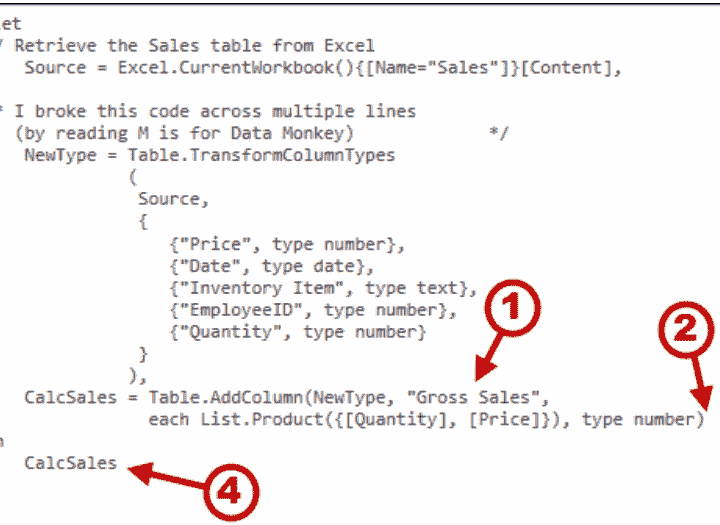 et
/ Retrieve the Sales table from Excel
Source = Excel.CurrentWorkbook(){[Name="Sales"]}[Content],
* I broke this code across multiple lines
(by reading M is for Data Monkey) */
NewType = Table.TransformColumnTypes
(
Source,
{
{"Price", type number},
{"Date", type date},
{"Inventory Item", type text},
{"EmployeeID", type number},
{"Quantity", type number}
}
),
1
2
CalcSales = Table.AddColumn(NewType, "Gross Sales",
each List.Product({[Quantity], [Price]}), type number)
n
CalcSales
4